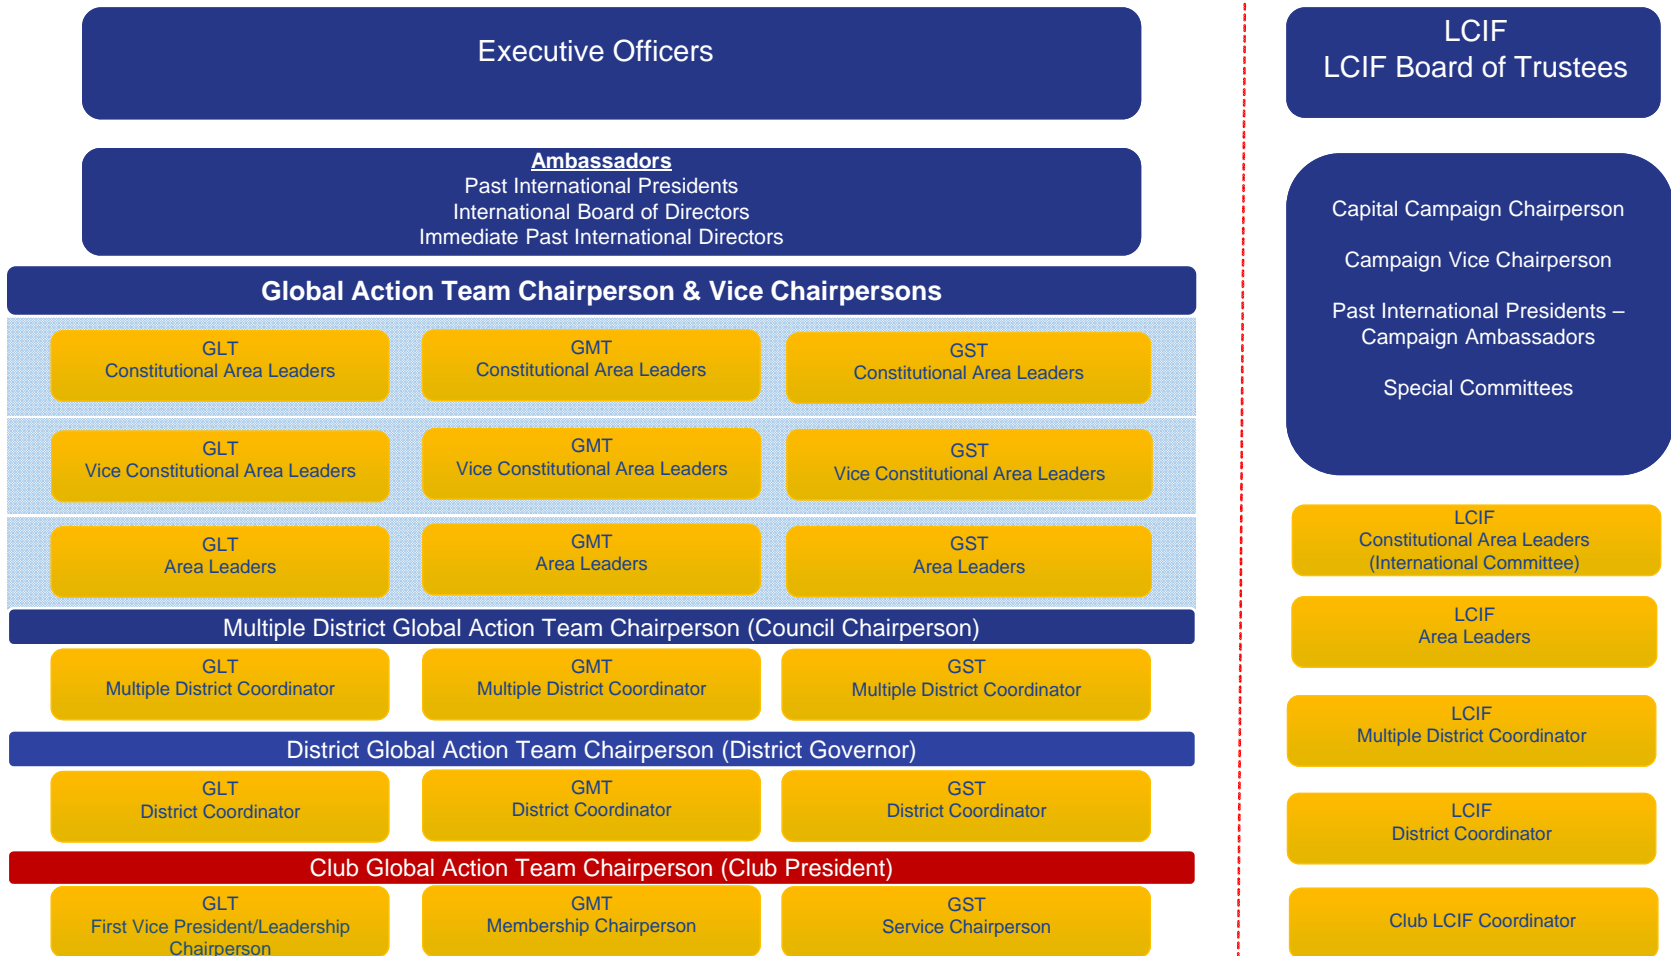 Executive Officers
Ambassadors
Past International Presidents
International Board of Directors
Immediate Past International Directors
Global Action Team Chairperson & Vice Chairpersons
GLT
Constitutional Area Leaders
GMT
Constitutional Area Leaders
GST
Constitutional Area Leaders
GLT
Vice Constitutional Area Leaders
GMT
Vice Constitutional Area Leaders
GST
Vice Constitutional Area Leaders
GLT
Area Leaders
GMT
Area Leaders
GST
Area Leaders
Multiple District Global Action Team Chairperson (Council Chairperson)
GLT
Multiple District Coordinator
GMT
Multiple District Coordinator
GST
Multiple District Coordinator
District Global Action Team Chairperson (District Governor)
GLT
District Coordinator
GMT
District Coordinator
GST
District Coordinator
Club Global Action Team Chairperson (Club President)
GLT
First Vice President/Leadership
Chairperson
GMT
Membership Chairperson
GST
Service Chairperson
LCIF
LCIF Board of Trustees
Capital Campaign Chairperson
Campaign Vice Chairperson
Past International Presidents –
Campaign Ambassadors
Special Committees
LCIF
Constitutional Area Leaders
(International Committee)
LCIF
Area Leaders
LCIF
Multiple District Coordinator
LCIF
District Coordinator
Club LCIF Coordinator